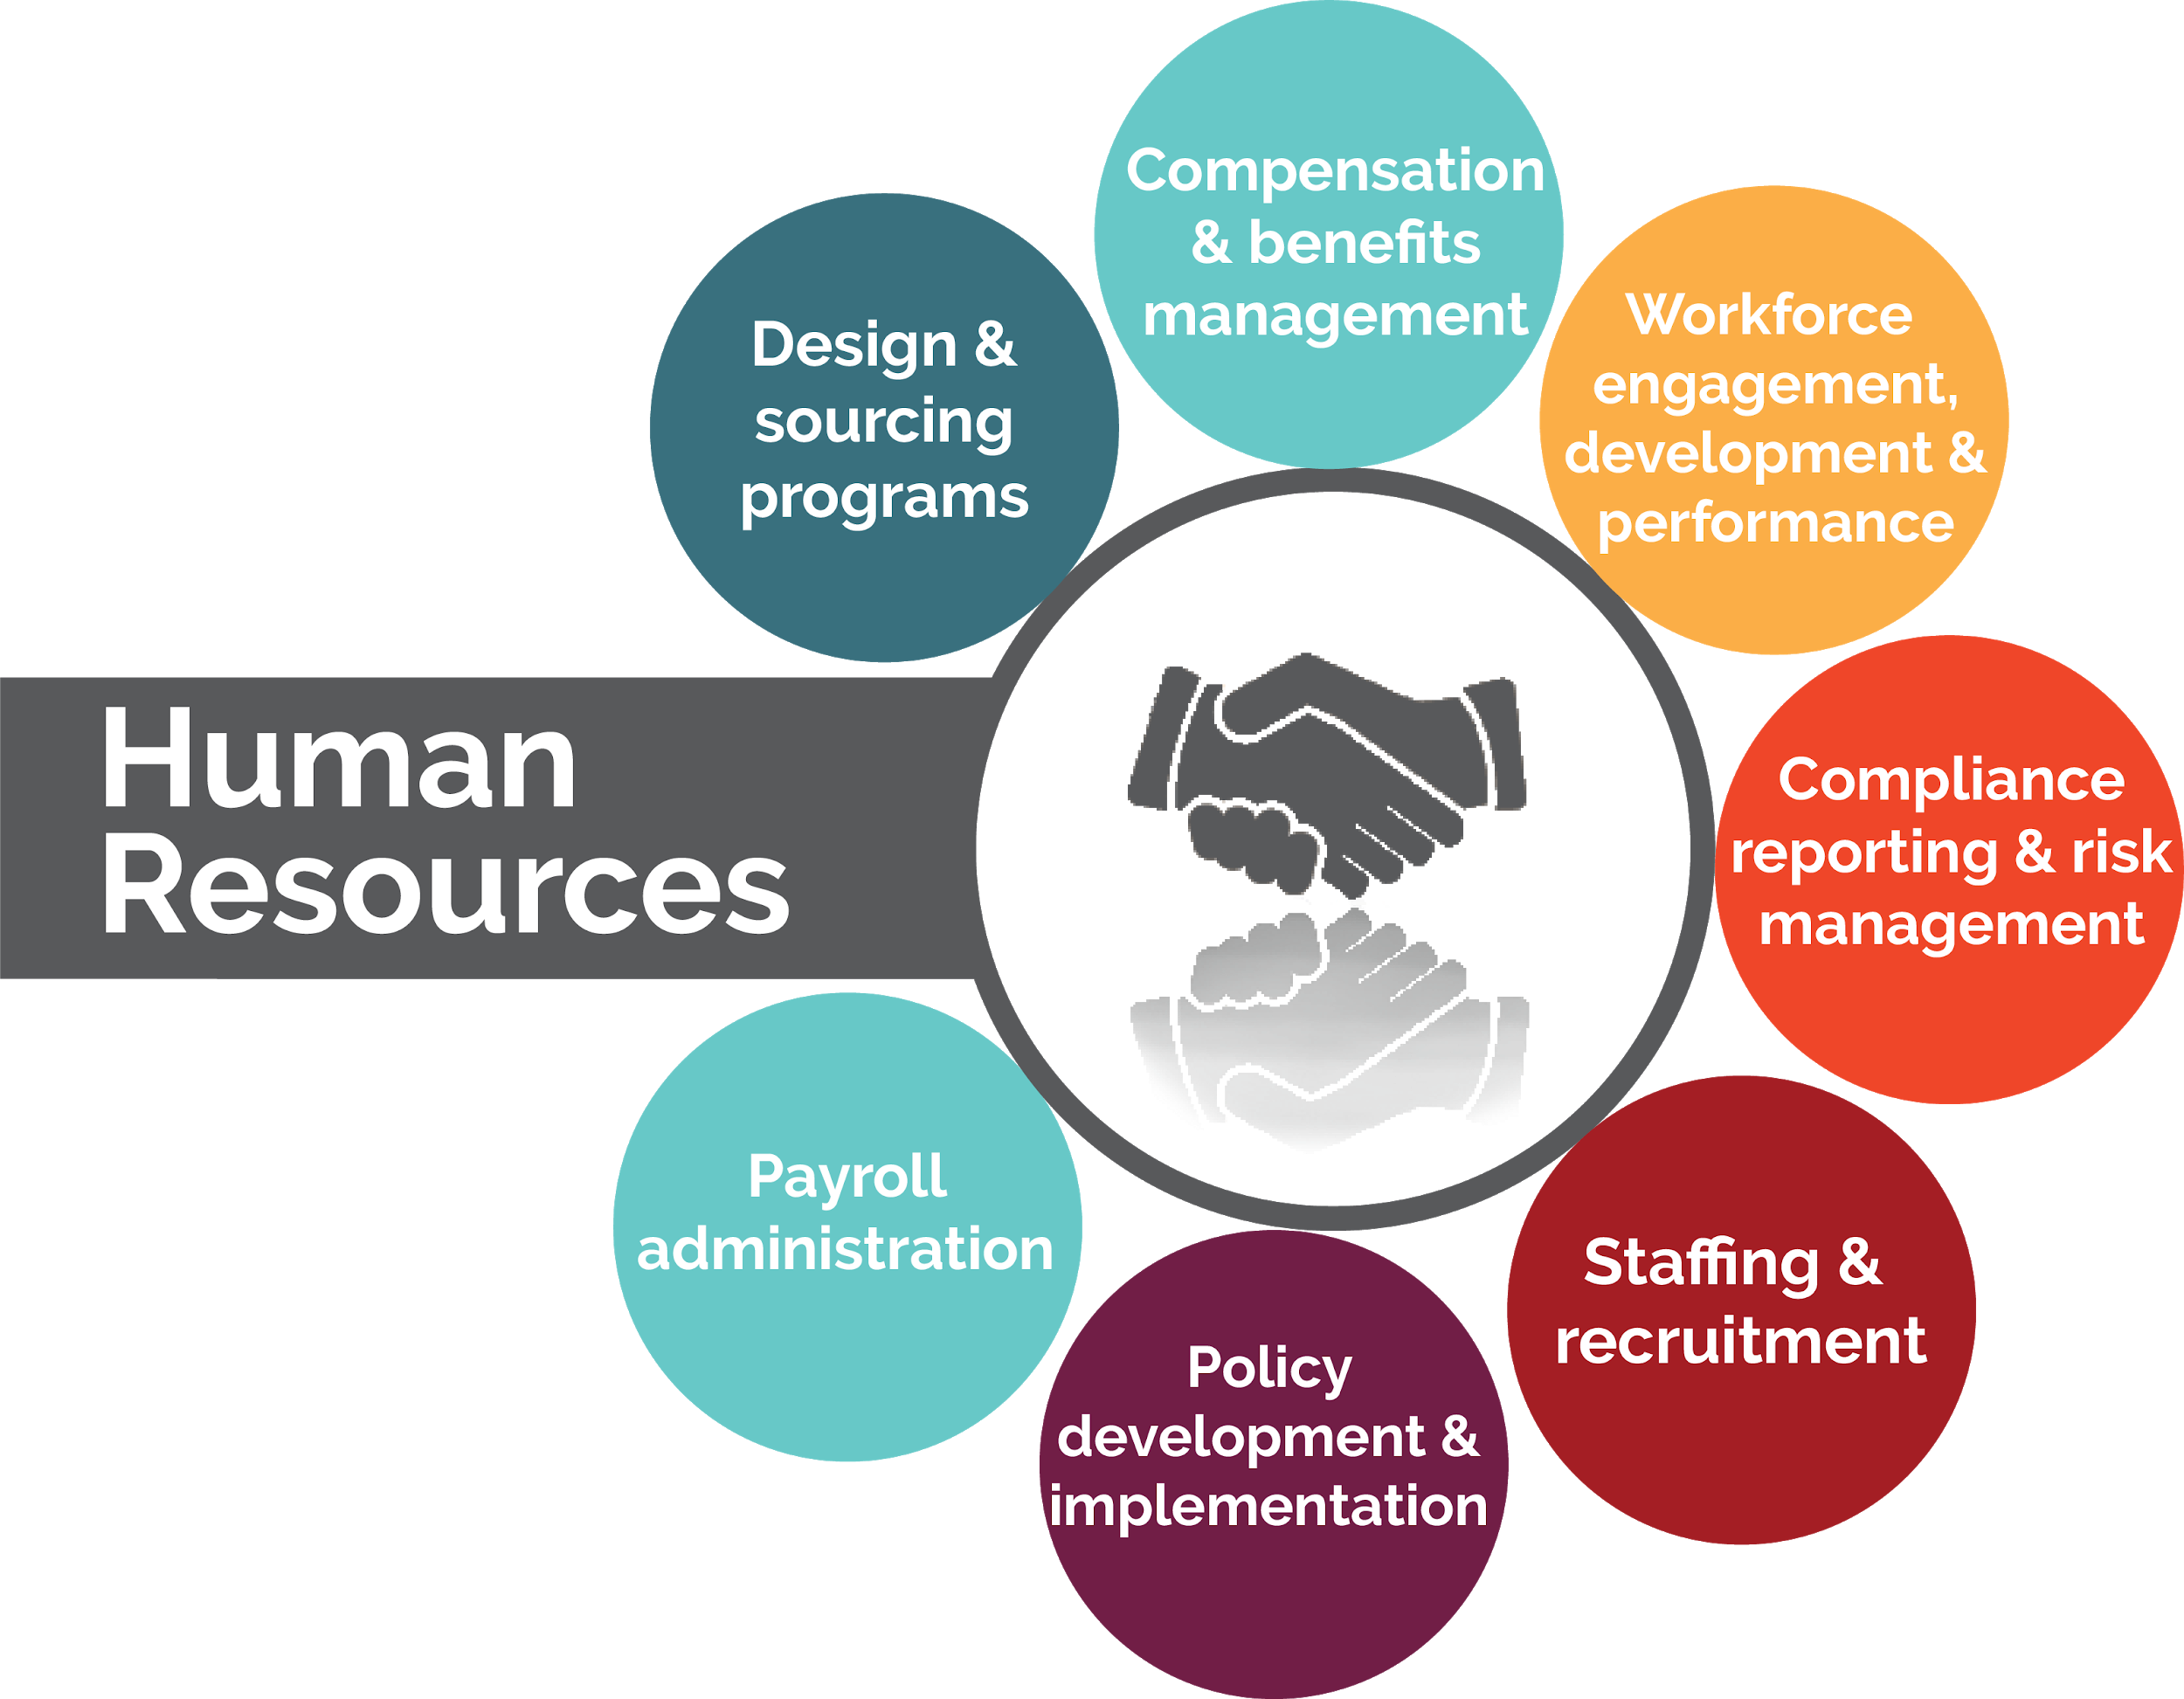 Human
Resources
Design &
sourcing
programs
Compensation
& benefits
management
Workforce
engagement,
development &
performance
Compliance
reporting & risk
management
Staffing &
recruitment
Policy
development &
implementation
Payroll
administration